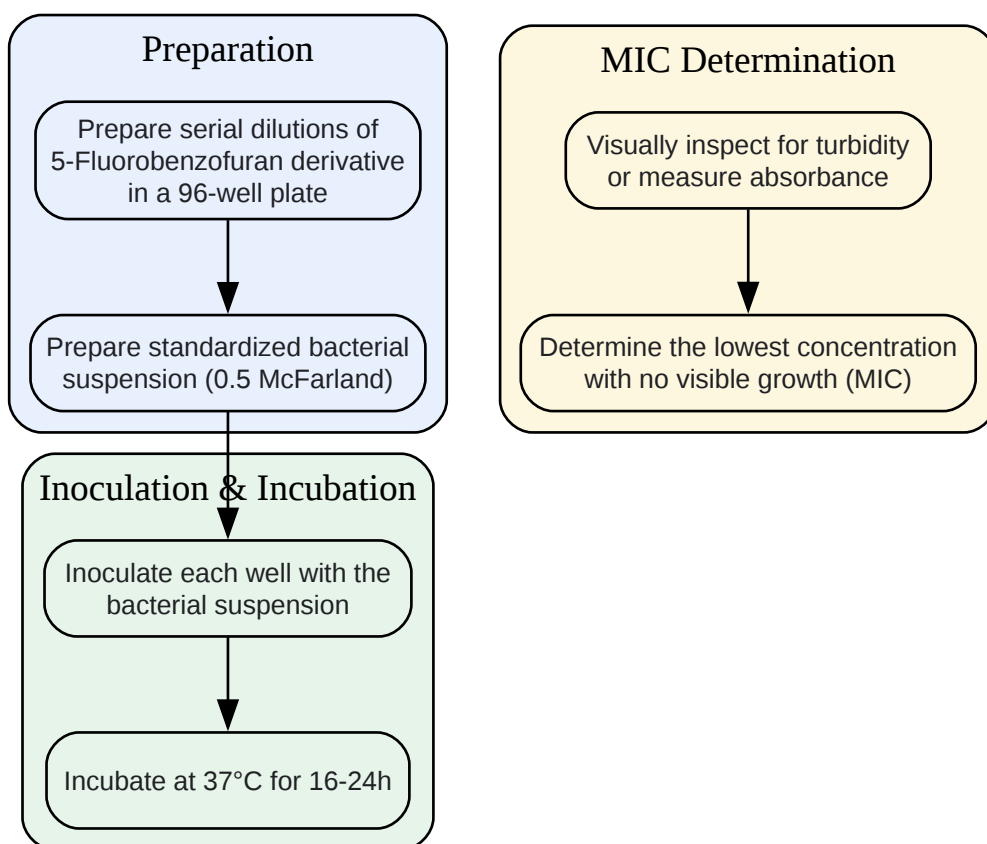 Preparation
Prepare serial dilutions of
5-Fluorobenzofuran derivative
in a 96-well plate
Prepare standardized bacterial
suspension (0.5 McFarland)
Inoculation & Incubation
Inoculate each well with the
bacterial suspension
Incubate at 37°C for 16-24h
MIC Determination
Visually inspect for turbidity
or measure absorbance
Determine the lowest concentration
with no visible growth (MIC)